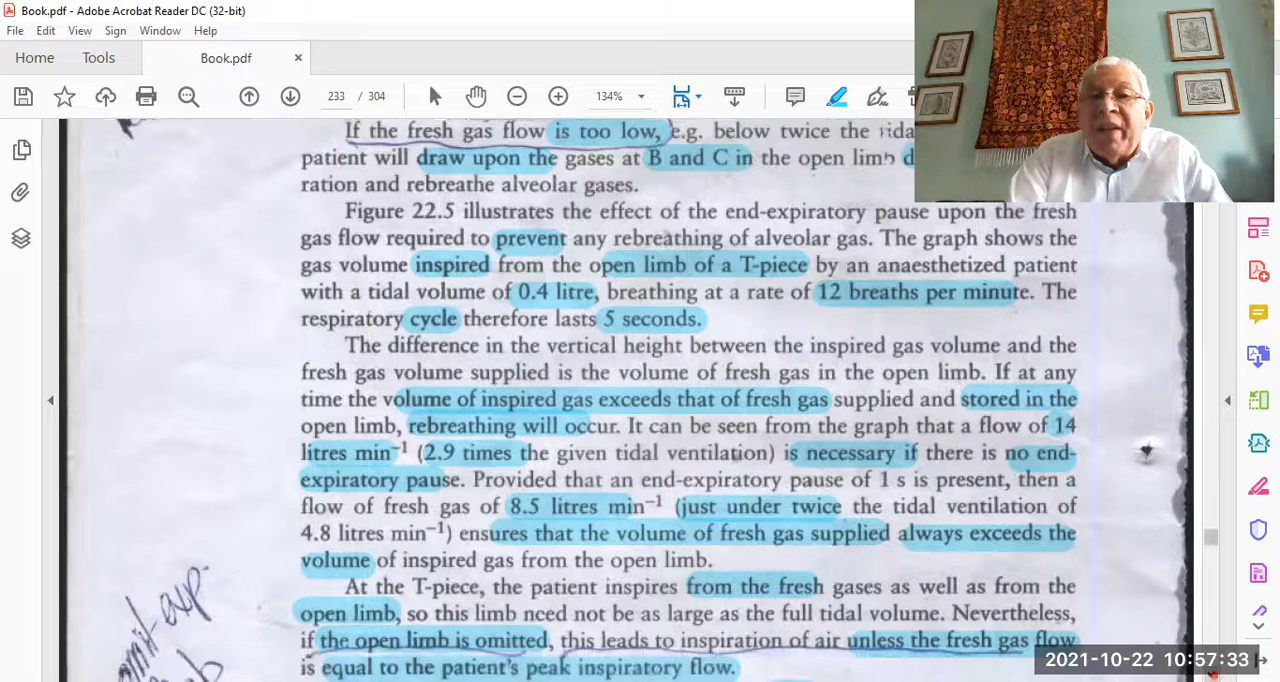 Book.pdf - Adobe Acrobat Reader DC (32-bit)
File Edit View Sign Window Help
Home Tools Book.pdf ×
233 / 304 134%
If the fresh gas flow is too low, e.g. below twice the tida
patient will draw upon the gases at B and C in the open limb d
ration and rebreathe alveolar gases.
Figure 22.5 illustrates the effect of the end-expiratory pause upon the fresh
gas flow required to prevent any rebreathing of alveolar gas. The graph shows the
gas volume inspired from the open limb of a T-piece by an anaesthetized patient
with a tidal volume of 0.4 litre, breathing at a rate of 12 breaths per minute. The
respiratory cycle therefore lasts 5 seconds.
The difference in the vertical height between the inspired gas volume and the
fresh gas volume supplied is the volume of fresh gas in the open limb. If at any
time the volume of inspired gas exceeds that of fresh gas supplied and stored in the
open limb, rebreathing will occur. It can be seen from the graph that a flow of 14
litres min⁻¹ (2.9 times the given tidal ventilation) is necessary if there is no end-
expiratory pause. Provided that an end-expiratory pause of 1 s is present, then a
flow of fresh gas of 8.5 litres min⁻¹ (just under twice the tidal ventilation of
4.8 litres min⁻¹) ensures that the volume of fresh gas supplied always exceeds the
volume of inspired gas from the open limb.
At the T-piece, the patient inspires from the fresh gases as well as from the
open limb, so this limb need not be as large as the full tidal volume. Nevertheless,
if the open limb is omitted, this leads to inspiration of air unless the fresh gas flow
is equal to the patient's peak inspiratory flow.
2021-10-22 10:57:33